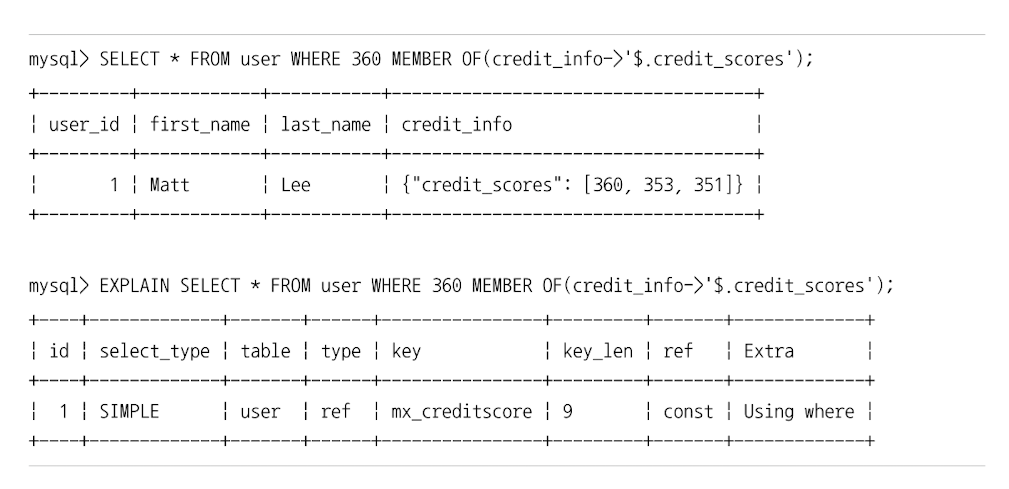 mysql> SELECT * FROM user WHERE 360 MEMBER OF(credit_info->'$.credit_scores');
+---------+------------+-----------+------------------------------------+
| user_id | first_name | last_name | credit_info                        |
+---------+------------+-----------+------------------------------------+
|       1 | Matt       | Lee       | {"credit_scores": [360, 353, 351]} |
+---------+------------+-----------+------------------------------------+
mysql> EXPLAIN SELECT * FROM user WHERE 360 MEMBER OF(credit_info->'$.credit_scores');
+----+-------------+-------+------+----------------+---------+-------+-------------+
| id | select_type | table | type | key            | key_len | ref   | Extra       |
+----+-------------+-------+------+----------------+---------+-------+-------------+
|  1 | SIMPLE      | user  | ref  | mx_creditscore | 9       | const | Using where |
+----+-------------+-------+------+----------------+---------+-------+-------------+